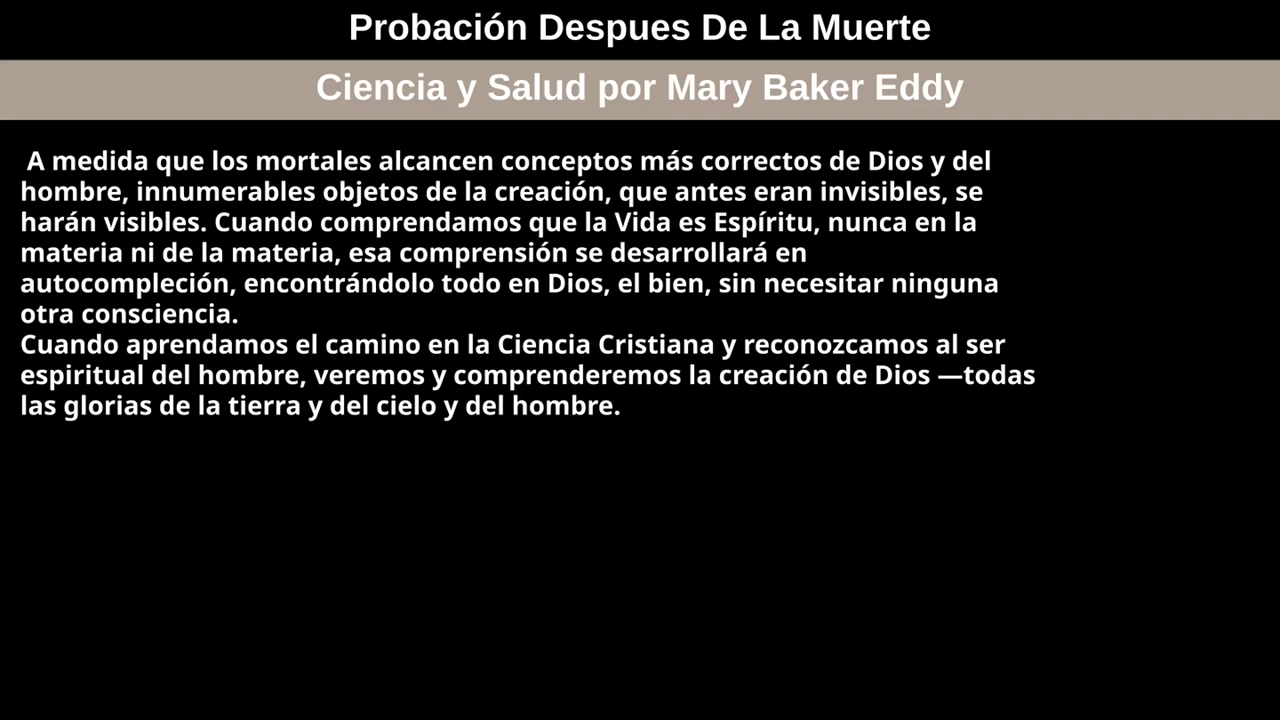 Probación Despues De La Muerte
Ciencia y Salud por Mary Baker Eddy
A medida que los mortales alcancen conceptos más correctos de Dios y del
hombre, innumerables objetos de la creación, que antes eran invisibles, se
harán visibles. Cuando comprendamos que la Vida es Espíritu, nunca en la
materia ni de la materia, esa comprensión se desarrollará en
autocompleción, encontrándolo todo en Dios, el bien, sin necesitar ninguna
otra consciencia.
Cuando aprendamos el camino en la Ciencia Cristiana y reconozcamos al ser
espiritual del hombre, veremos y comprenderemos la creación de Dios —todas
las glorias de la tierra y del cielo y del hombre.